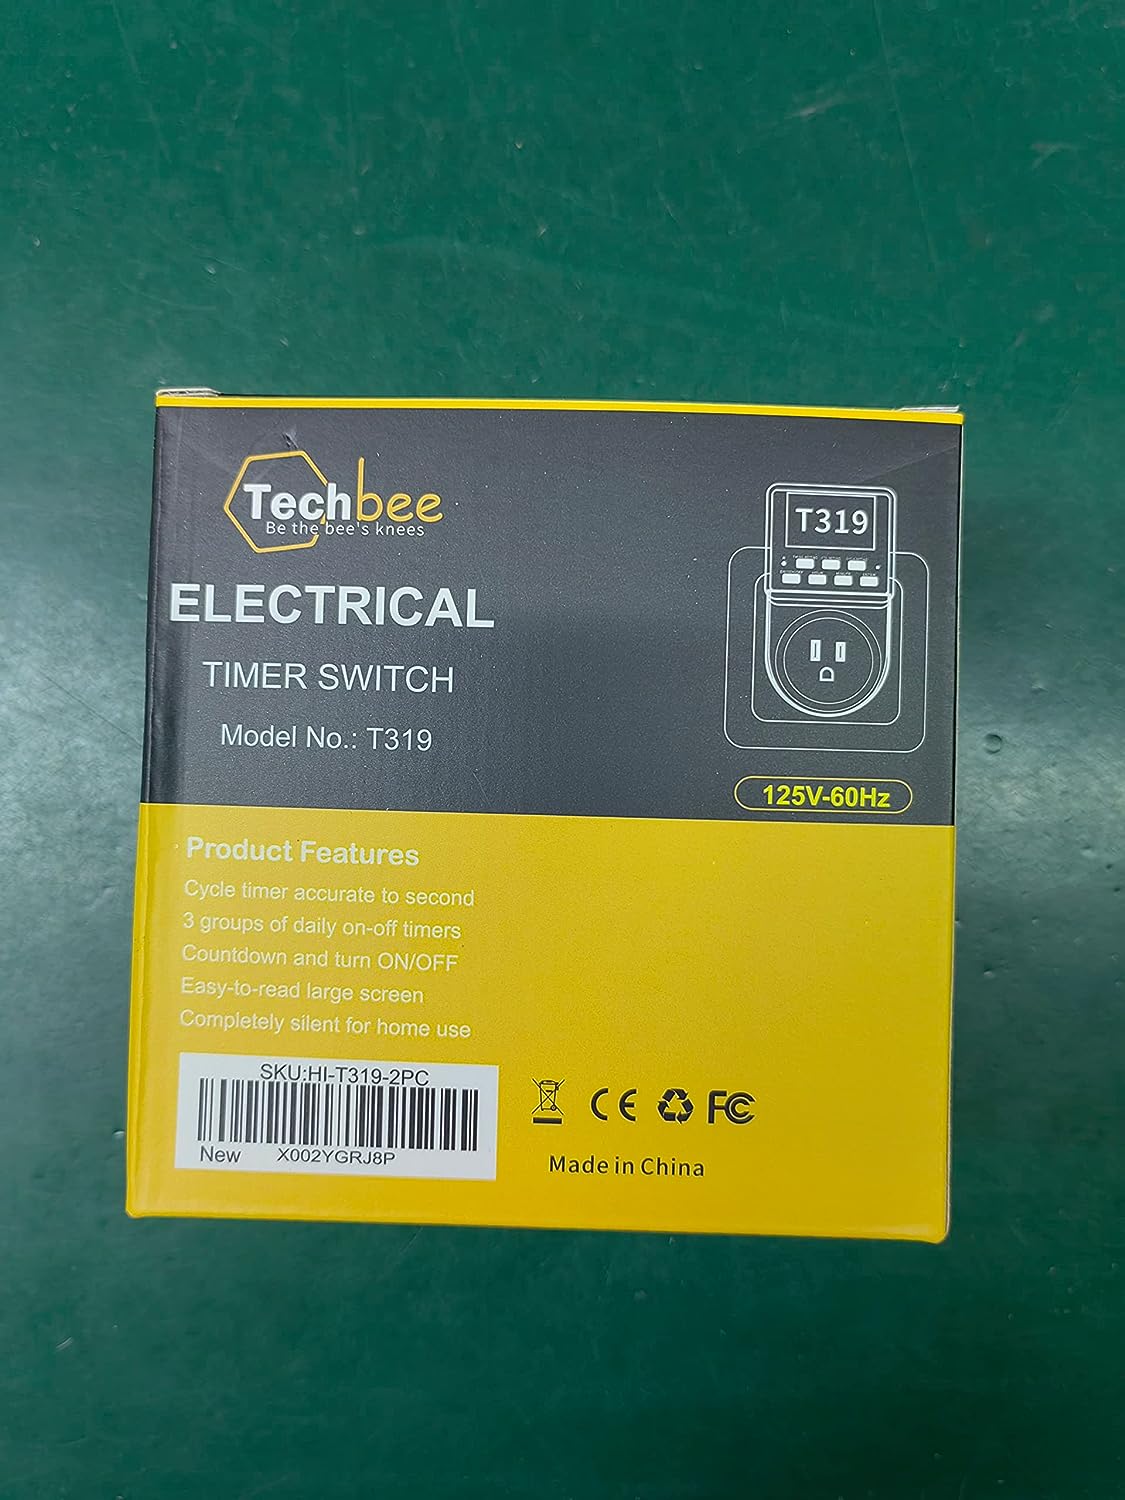 Techbee
Be the bee's knees
ELECTRICAL
TIMER SWITCH
Model No.: T319
T319
125V-60Hz
Product Features
Cycle timer accurate to second
3 groups of daily on-off timers
Countdown and turn ON/OFF
Easy-to-read large screen
Completely silent for home use
SKU:HI-T319-2PC
New X002YGRJ8P
CE FC
Made in China